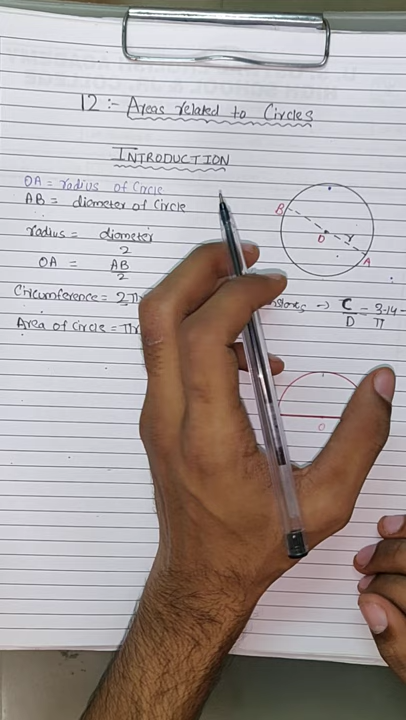 12:- Areas related to Circles
INTRODUCTION
OA = radius of Circle
AB = diameter of Circle
radius = diameter
2
OA = AB
2
B
O
r
A
Circumference = 2π
→ C = 3.14
D π
Area of Circle = πr
O